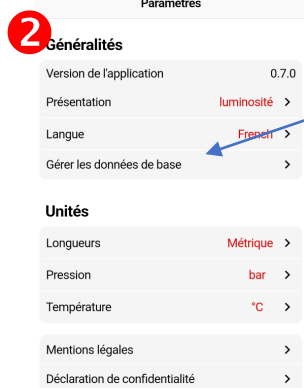 Paramètres
2
Généralités
Version de l'application 0.7.0
Présentation luminosité >
Langue French >
Gérer les données de base >
Unités
Longueurs Métrique >
Pression bar >
Température °C >
Mentions légales >
Déclaration de confidentialité >